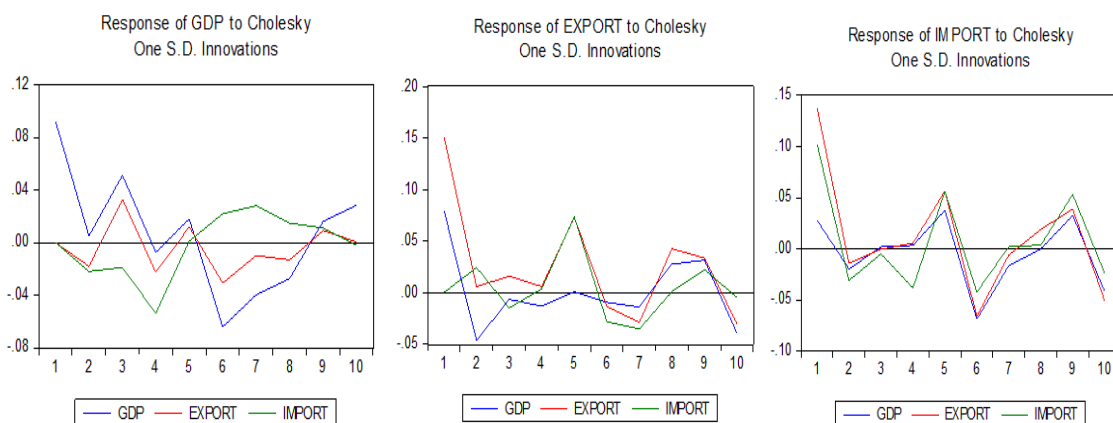 Response of GDP to Cholesky
One S.D. Innovations
.12
.08
.04
.00
-.04
-.08
1 2 3 4 5 6 7 8 9 10
GDP EXPORT IMPORT
Response of EXPORT to Cholesky
One S.D. Innovations
.20
.15
.10
.05
.00
-.05
1 2 3 4 5 6 7 8 9 10
GDP EXPORT IMPORT
Response of IMPORT to Cholesky
One S.D. Innovations
.15
.10
.05
.00
-.05
-.10
1 2 3 4 5 6 7 8 9 10
GDP EXPORT IMPORT